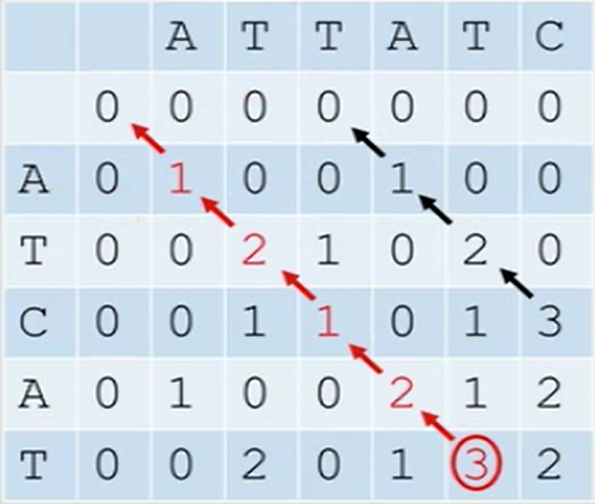 A T T A T C
0 0 0 0 0 0 0
A 0 1 0 0 1 0 0
T 0 0 2 1 0 2 0
C 0 0 1 1 0 1 3
A 0 1 0 0 2 1 2
T 0 0 2 0 1 3 2